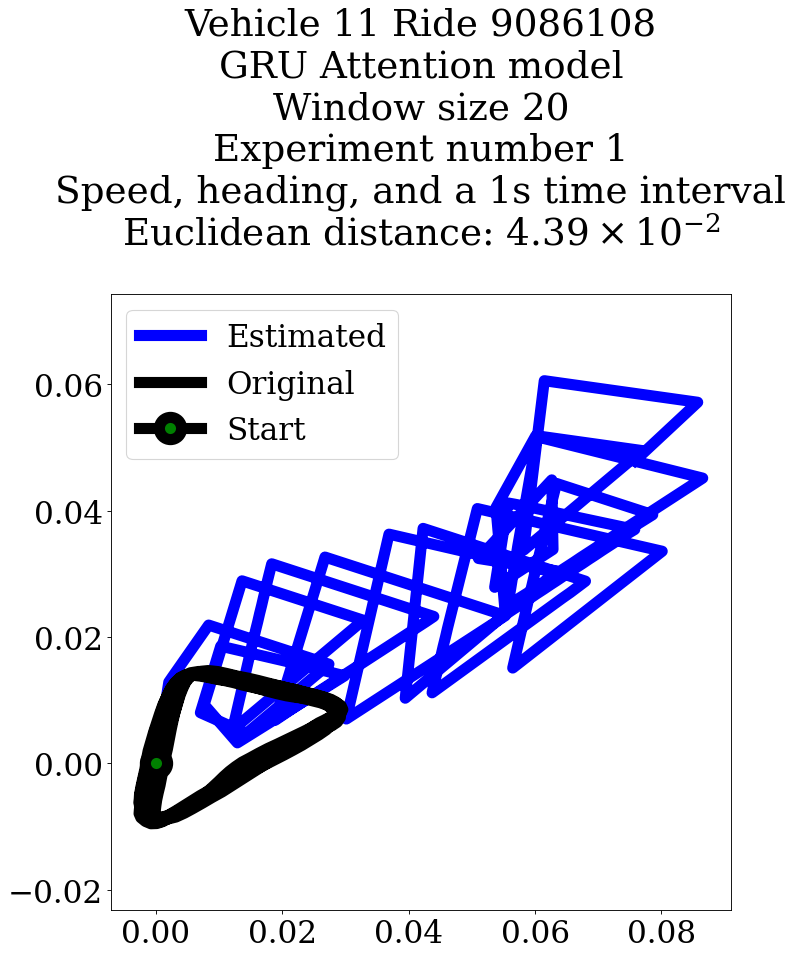 Vehicle 11 Ride 9086108
GRU Attention model
Window size 20
Experiment number 1
Speed, heading, and a 1s time interval
Euclidean distance: 4.39 × 10⁻²
Estimated
Original
Start
0.06
0.04
0.02
0.00
−0.02
0.00 0.02 0.04 0.06 0.08